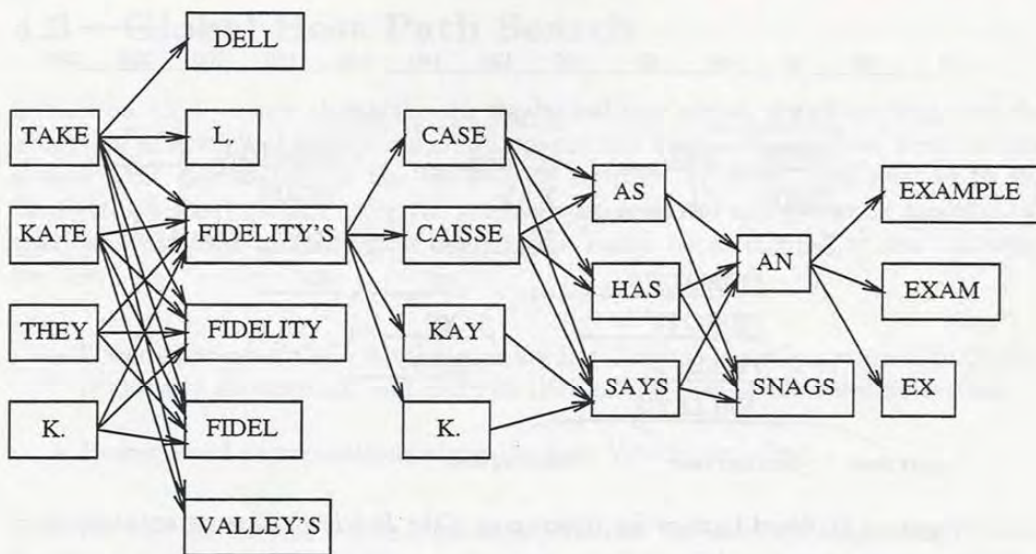 DELL
TAKE
L.
CASE
AS
EXAMPLE
KATE
FIDELITY'S
CAISSE
AN
HAS
EXAM
THEY
FIDELITY
KAY
SAYS
SNAGS
EX
K.
FIDEL
K.
VALLEY'S